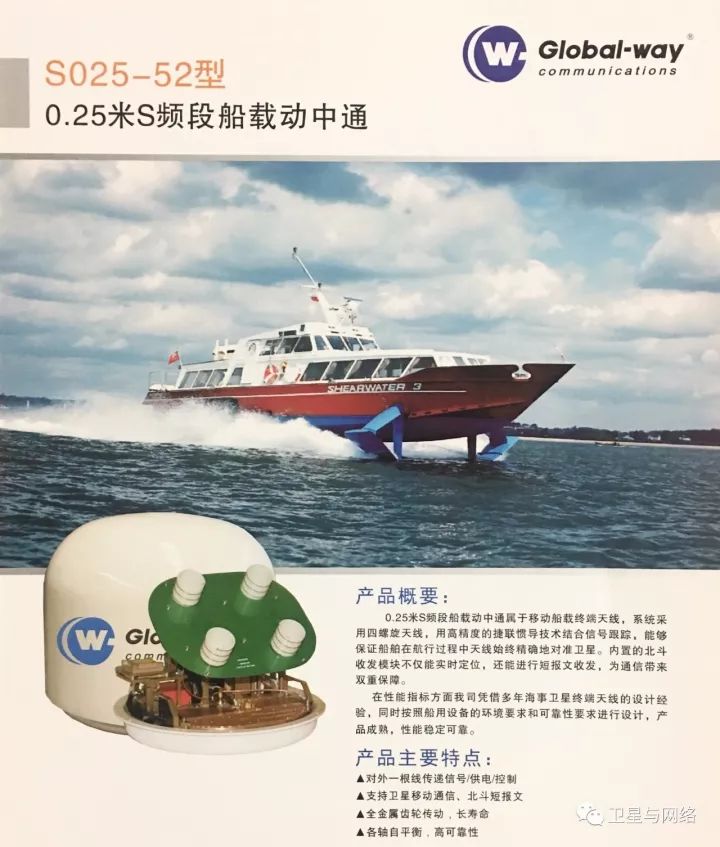 Global-way®
communications
S025-52型
0.25米S频段船载动中通
SHEARWATER 3
Glo
comm
产品概要：
0.25米S频段船载动中通属于移动船载终端天线，系统采
用四螺旋天线，用高精度的捷联惯导技术结合信号跟踪，能够
保证船舶在航行过程中天线始终精确地对准卫星。内置的北斗
收发模块不仅能实时定位，还能进行短报文收发，为通信带来
双重保障。
在性能指标方面我司凭借多年海事卫星终端天线的设计经
验，同时按照船用设备的环境要求和可靠性要求进行设计，产
品成熟，性能稳定可靠。
产品主要特点：
▲对外一根线传递信号/供电/控制
▲支持卫星移动通信、北斗短报文
▲全金属齿轮传动，长寿命
▲各轴自平衡，高可靠性
卫星与网络